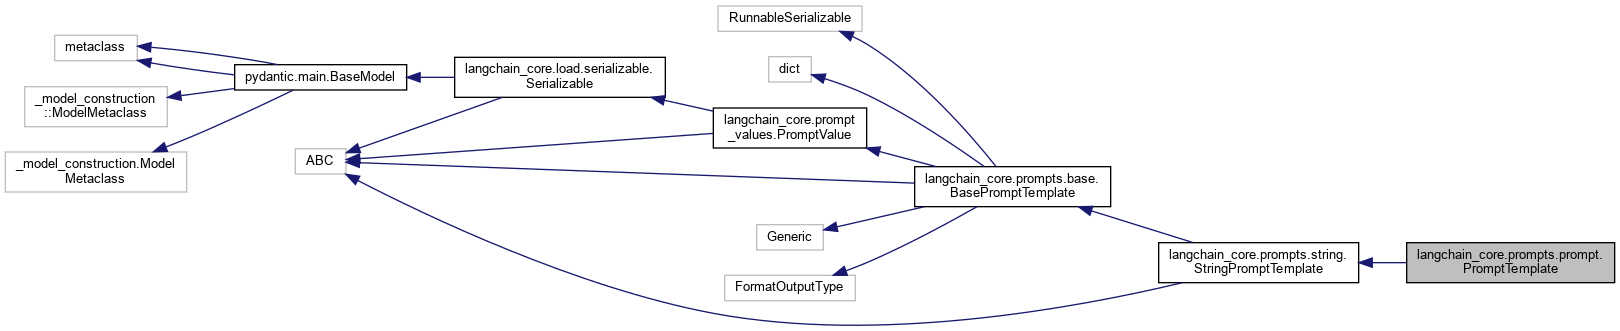 RunnableSerializable
metaclass
dict
pydantic.main.BaseModel
langchain_core.load.serializable.
Serializable
_model_construction
::ModelMetaclass
langchain_core.prompt
_values.PromptValue
ABC
_model_construction.Model
Metaclass
langchain_core.prompts.base.
BasePromptTemplate
Generic
langchain_core.prompts.string.
StringPromptTemplate
langchain_core.prompts.prompt.
PromptTemplate
FormatOutputType